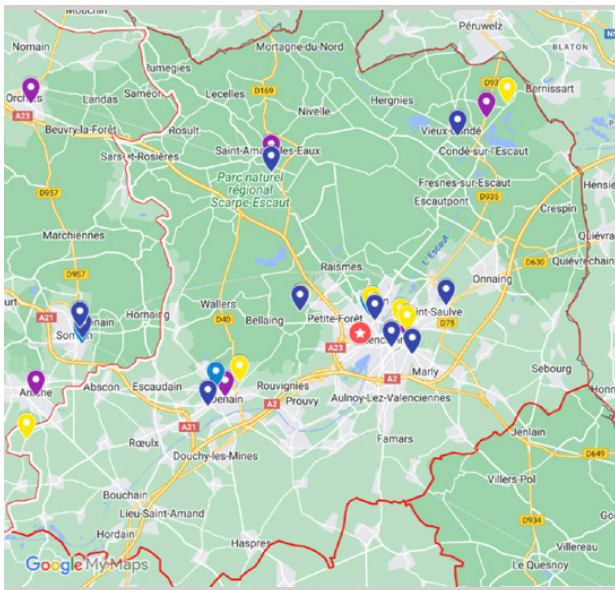 Mouchin
Péruwelz
Nomain
Mortagne-du-Nord
BLATON
Rumegies
D169
Bernissart
Orchies
Landas
Saméon
Lecelles
Hergnies
A23
Nivelle
Beuvry-la-Forêt
Rosult
Vieux-Condé
Condé-sur-l'Escaut
Sars-et-Rosières
Parc naturel
régional
Scarpe-Escaut
D957
Fresnes-sur-Escaut
Escautpont
D935
Crespin
Marchiennes
L'Escaut
D630
Quiévrechain
D957
Raismes
Onnaing
Wallers
Hornaing
A21
D40
Bellaing
Petite-Forêt
D75
A23
Marly
Sebourg
Abscon
Escaudain
Rouvignies
A2
Denain
A2
Prouvy
Aulnoy-Lez-Valenciennes
A21
Rœulx
Famars
Jenlain
Douchy-les-Mines
D649
Villers-Pol
Bouchain
Lieu-Saint-Amand
D934
Hordain
Haspres
Villereau
Google My Maps
Le Quesnoy